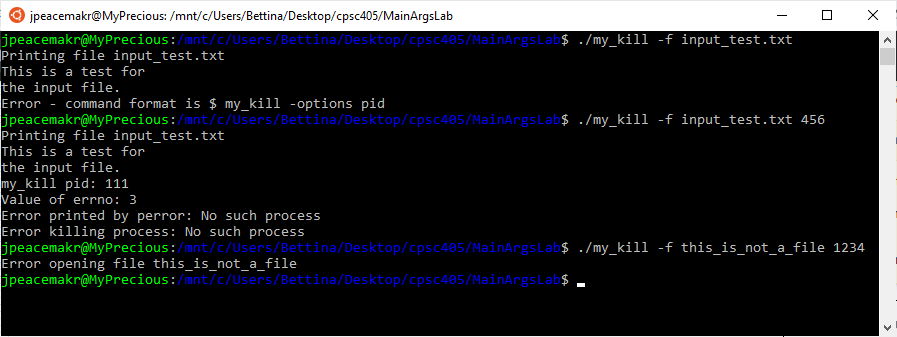 jpeacemakr@MyPrecious: /mnt/c/Users/Bettina/Desktop/cpsc405/MainArgsLab
jpeacemakr@MyPrecious:/mnt/c/Users/Bettina/Desktop/cpsc405/MainArgsLab$ ./my_kill -f input_test.txt
Printing file input_test.txt
This is a test for
the input file.
Error - command format is $ my_kill -options pid
jpeacemakr@MyPrecious:/mnt/c/Users/Bettina/Desktop/cpsc405/MainArgsLab$ ./my_kill -f input_test.txt 456
Printing file input_test.txt
This is a test for
the input file.
my_kill pid: 111
Value of errno: 3
Error printed by perror: No such process
Error killing process: No such process
jpeacemakr@MyPrecious:/mnt/c/Users/Bettina/Desktop/cpsc405/MainArgsLab$ ./my_kill -f this_is_not_a_file 1234
Error opening file this_is_not_a_file
jpeacemakr@MyPrecious:/mnt/c/Users/Bettina/Desktop/cpsc405/MainArgsLab$